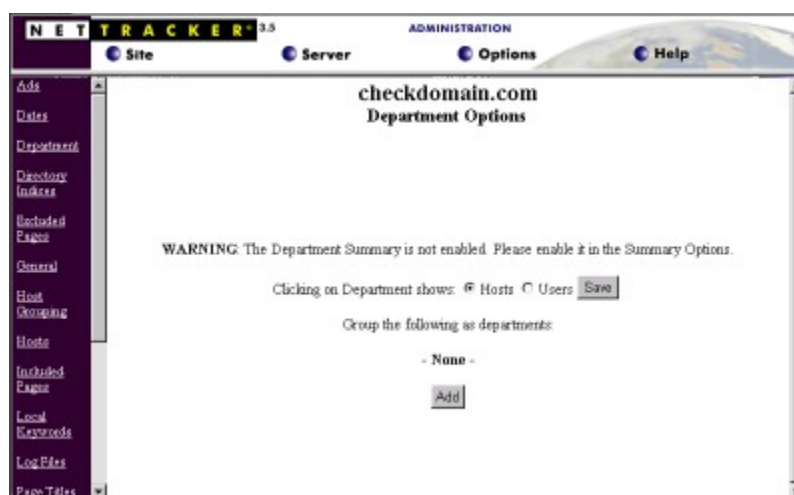 NET TRACKER® 3.5
ADMINISTRATION
Site Server Options Help
Ads
Dates
Department
Directory
Indices
Excluded
Pages
General
Host
Grouping
Hosts
Included
Pages
Local
Keywords
Log Files
Page Titles
checkdomain.com
Department Options
WARNING: The Department Summary is not enabled. Please enable it in the Summary Options.
Clicking on Department shows: Hosts Users Save
Group the following as departments:
- None -
Add